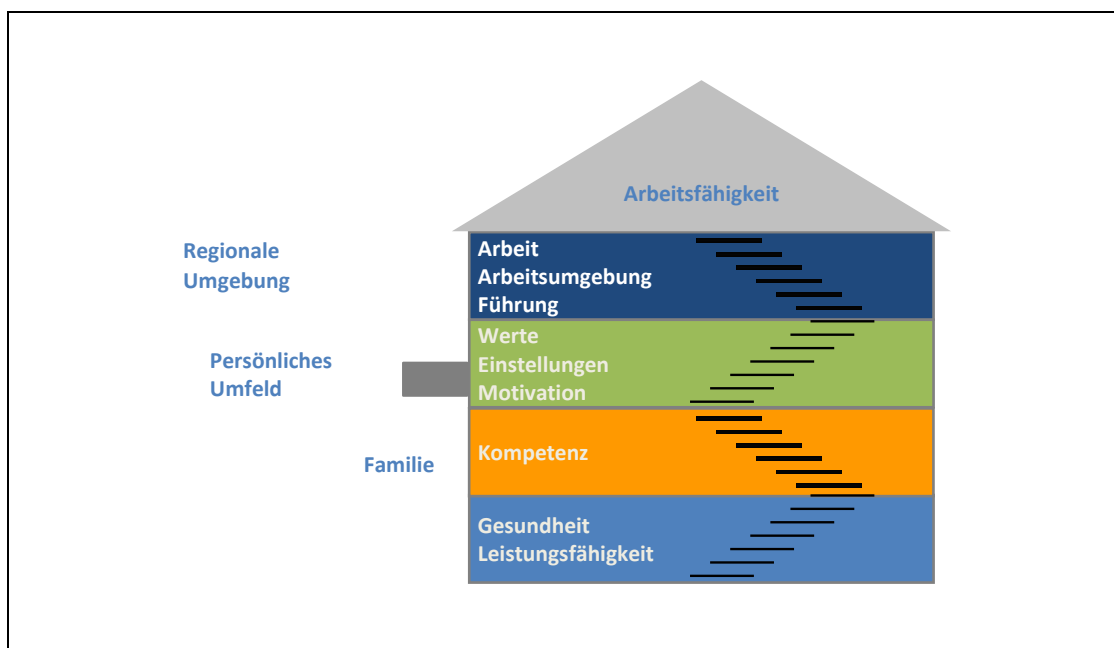 Arbeitsfähigkeit
Regionale
Umgebung
Arbeit
Arbeitsumgebung
Führung
Persönliches
Umfeld
Werte
Einstellungen
Motivation
Familie
Kompetenz
Gesundheit
Leistungsfähigkeit